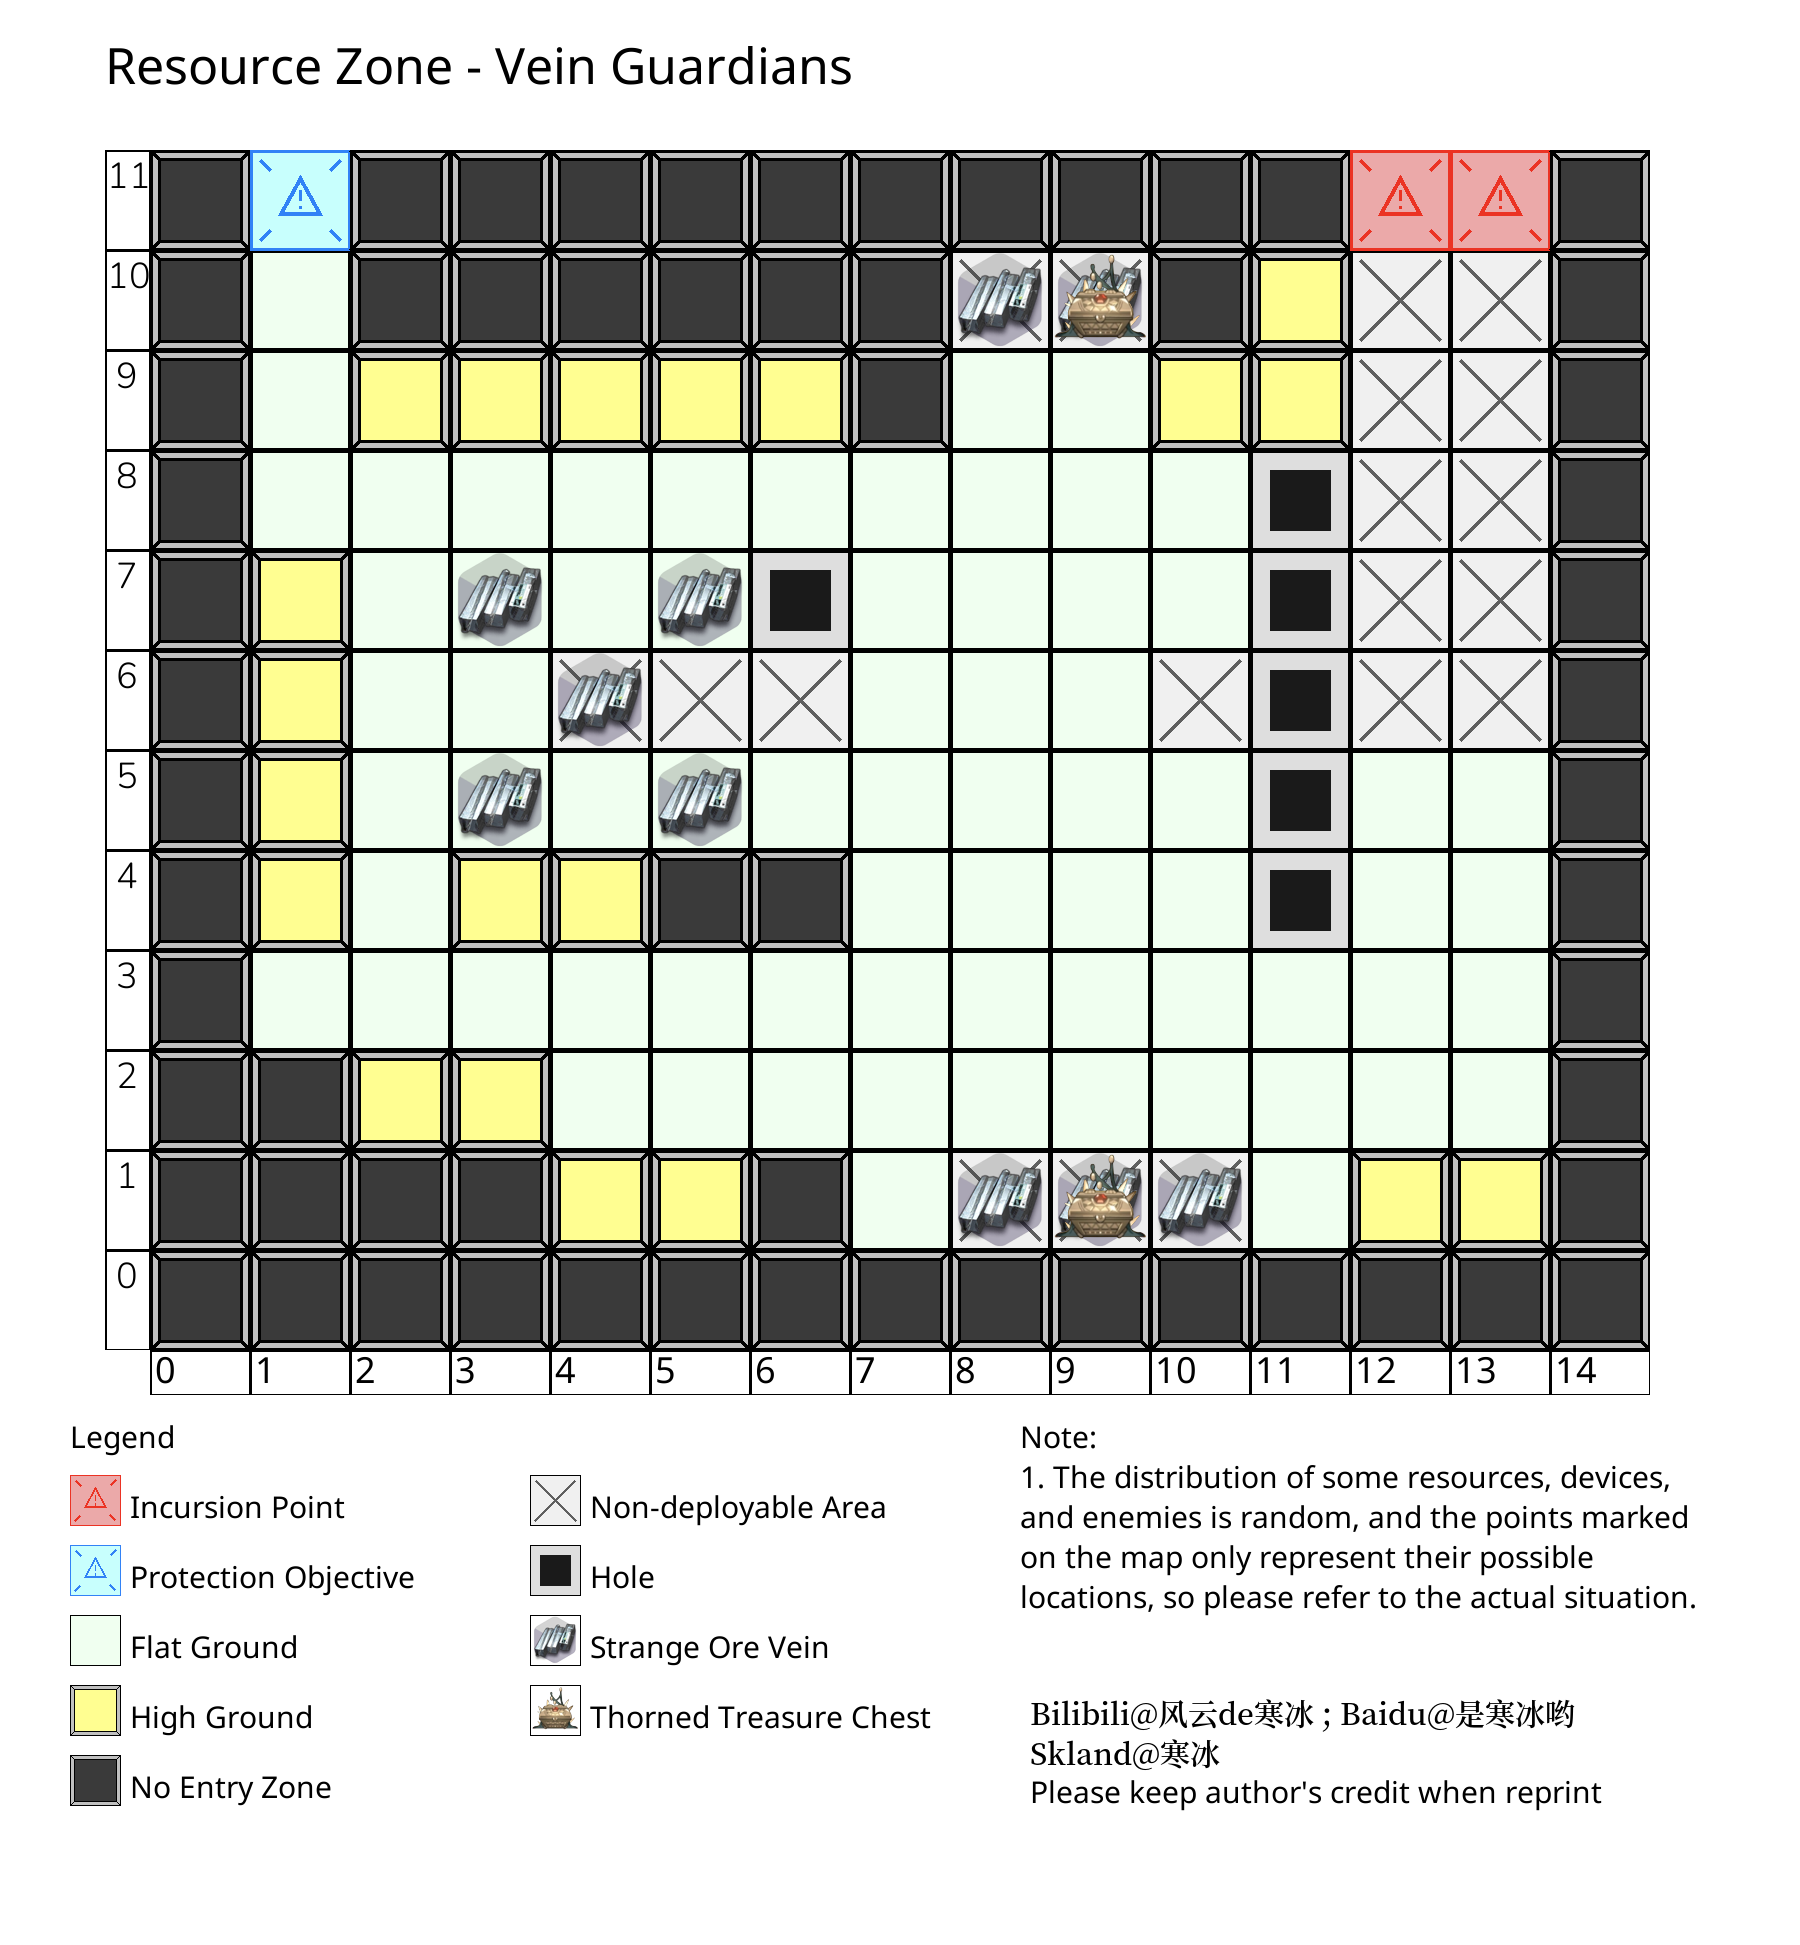 Resource Zone - Vein Guardians
11
10
9
8
7
6
5
4
3
2
1
0
0 1 2 3 4 5 6 7 8 9 10 11 12 13 14
Legend
Incursion Point
Protection Objective
Flat Ground
High Ground
No Entry Zone
Non-deployable Area
Hole
Strange Ore Vein
Thorned Treasure Chest
Note:
1. The distribution of some resources, devices,
and enemies is random, and the points marked
on the map only represent their possible
locations, so please refer to the actual situation.
Bilibili@风云de寒冰 ; Baidu@是寒冰哟
Skland@寒冰
Please keep author's credit when reprint